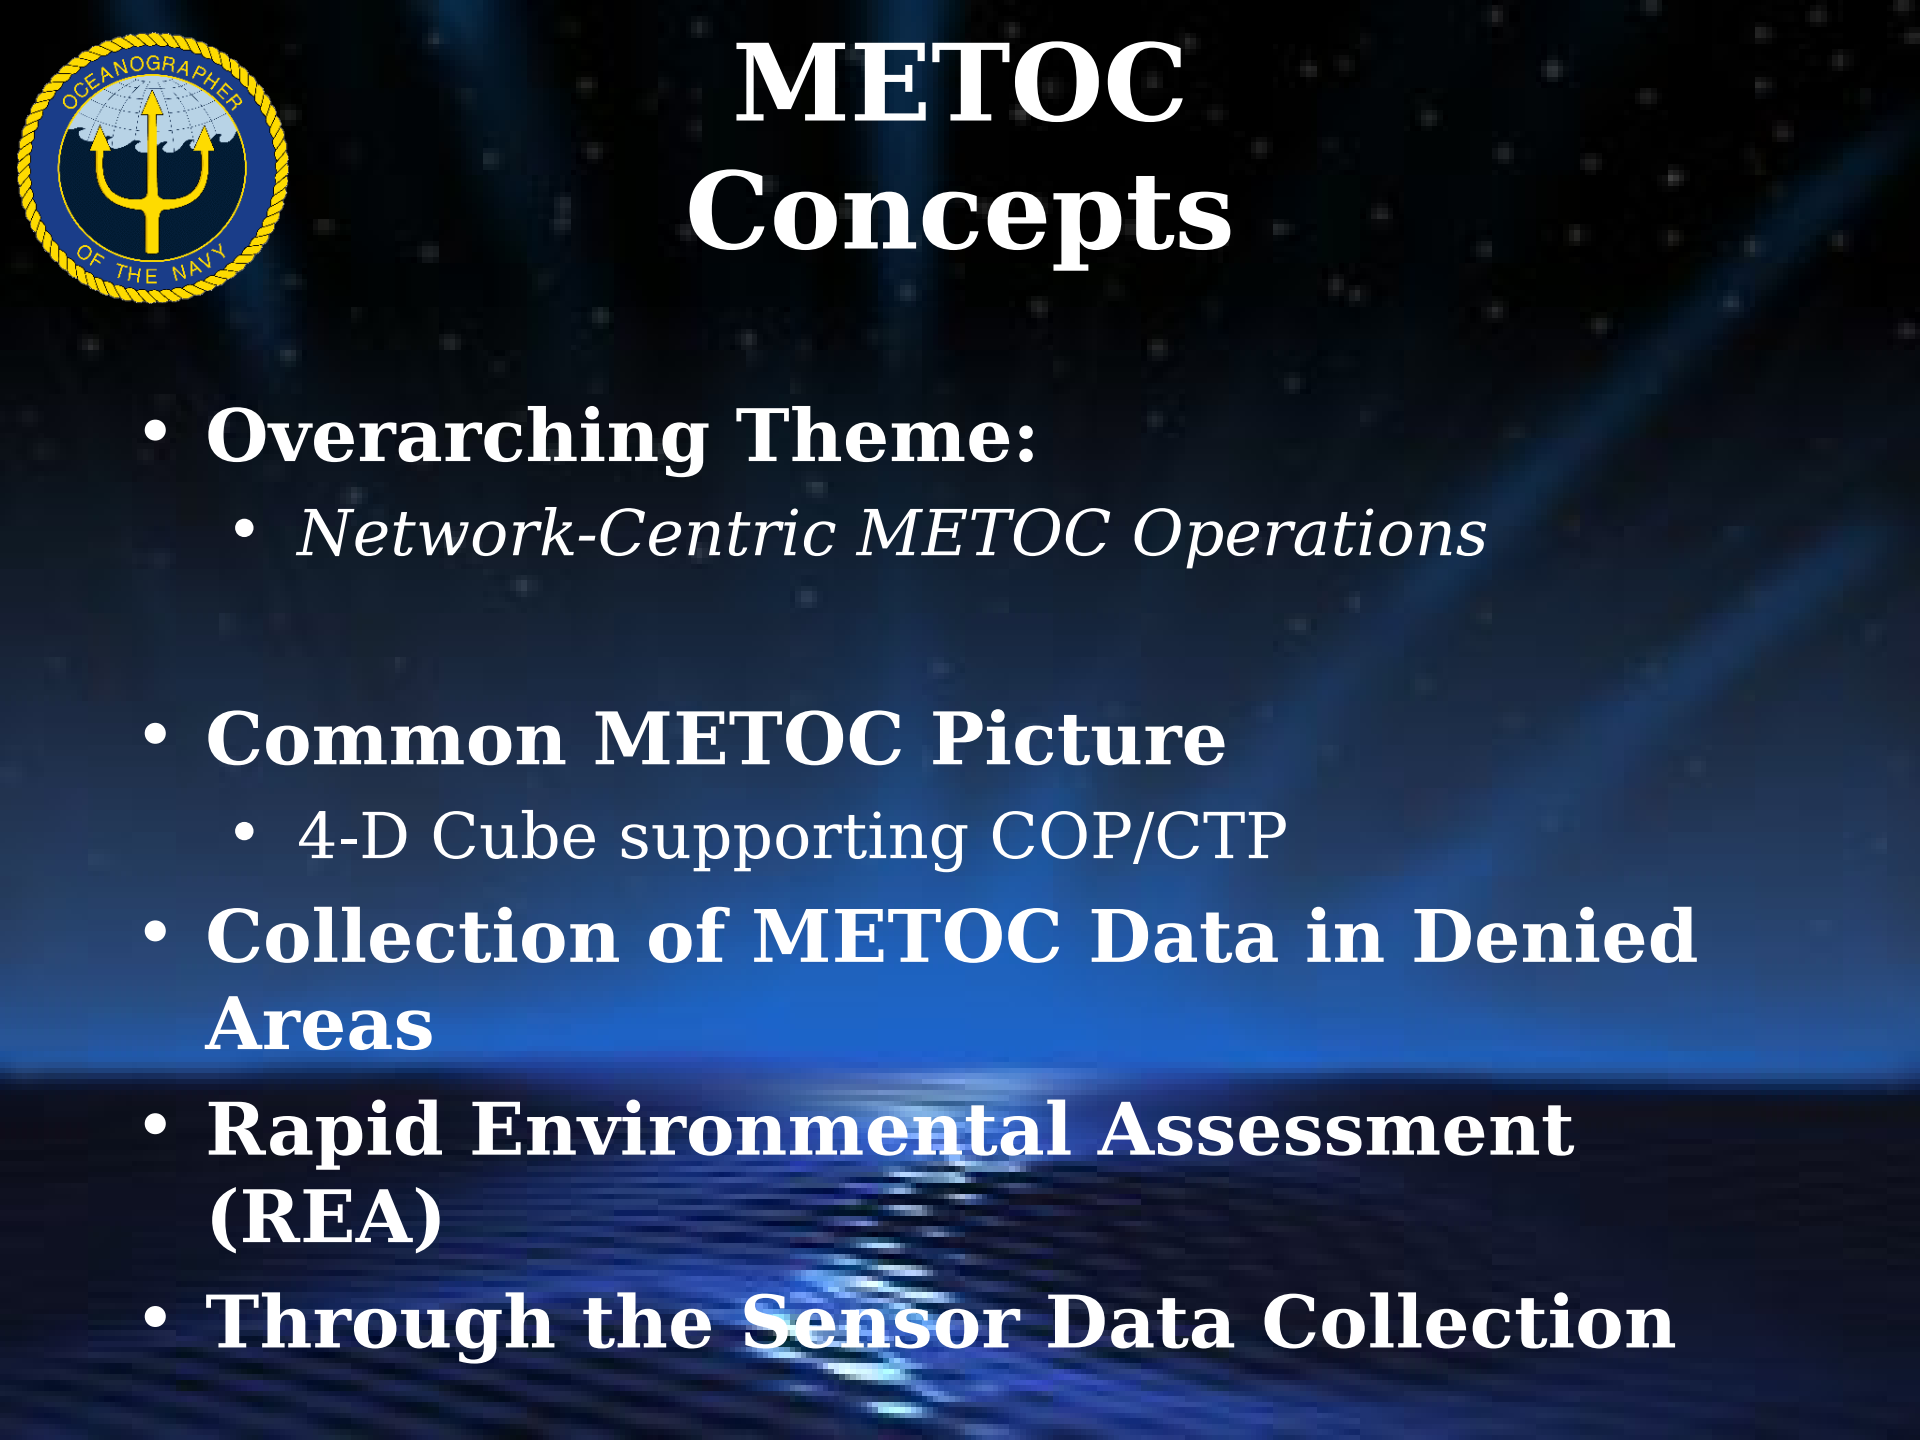 OCEANOGRAPHER
OF THE NAVY
METOC
Concepts
• Overarching Theme:
• Network-Centric METOC Operations
• Common METOC Picture
• 4-D Cube supporting COP/CTP
• Collection of METOC Data in Denied
Areas
• Rapid Environmental Assessment
(REA)
• Through the Sensor Data Collection